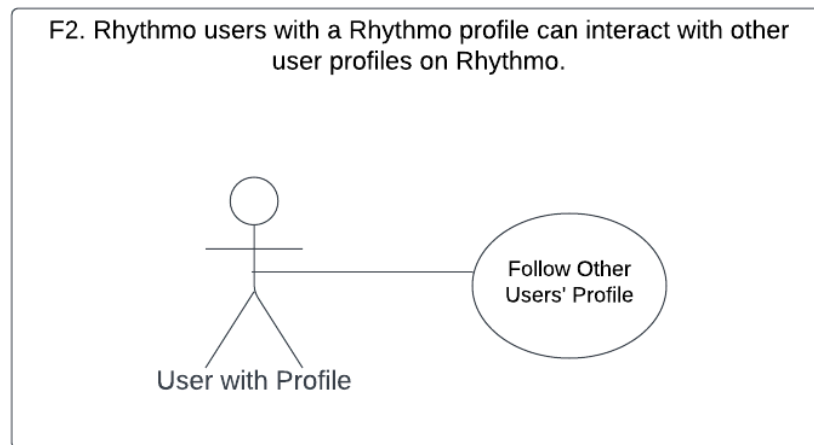 F2. Rhythmo users with a Rhythmo profile can interact with other
user profiles on Rhythmo.
Follow Other
Users' Profile
User with Profile